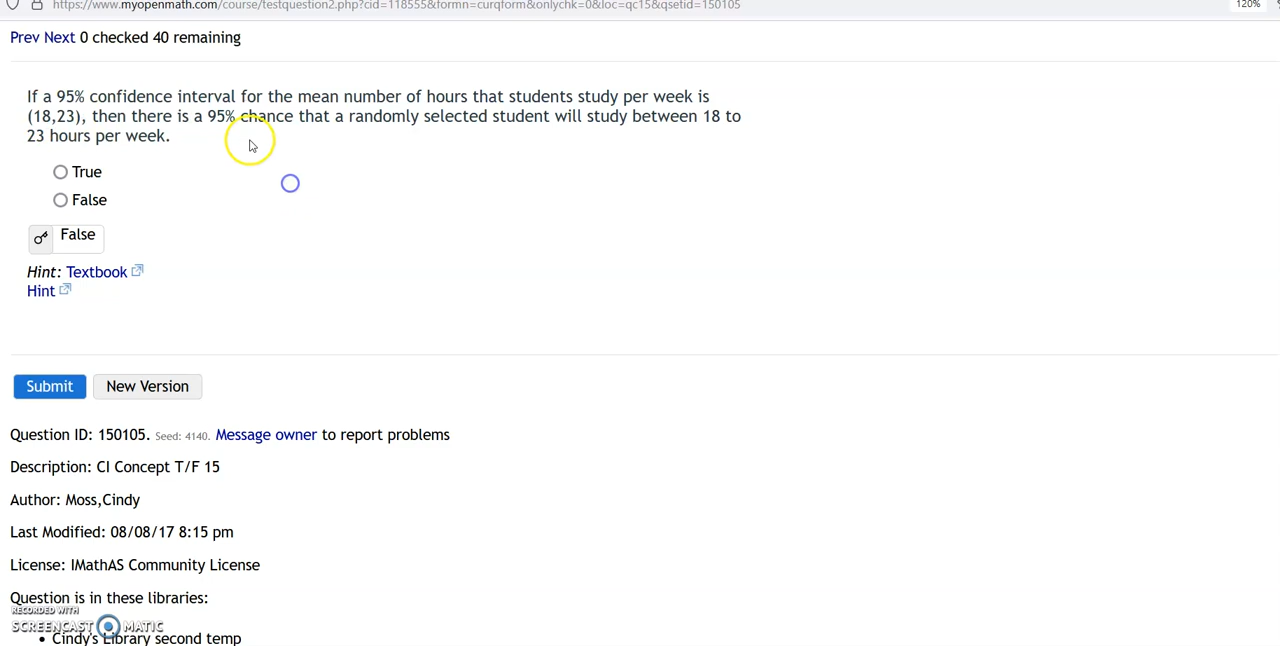 https://www.myopenmath.com/course/testquestion2.php?cid=118555&formn=curqform&onlychk=0&loc=qc15&qsetid=150105
120%
Prev Next 0 checked 40 remaining
If a 95% confidence interval for the mean number of hours that students study per week is
(18,23), then there is a 95% chance that a randomly selected student will study between 18 to
23 hours per week.
True
False
False
Hint: Textbook
Hint
Submit New Version
Question ID: 150105. Seed: 4140. Message owner to report problems
Description: CI Concept T/F 15
Author: Moss,Cindy
Last Modified: 08/08/17 8:15 pm
License: IMathAS Community License
Question is in these libraries:
RECORDED WITH
SCREENCAST MATIC
• Cindy's Library second temp